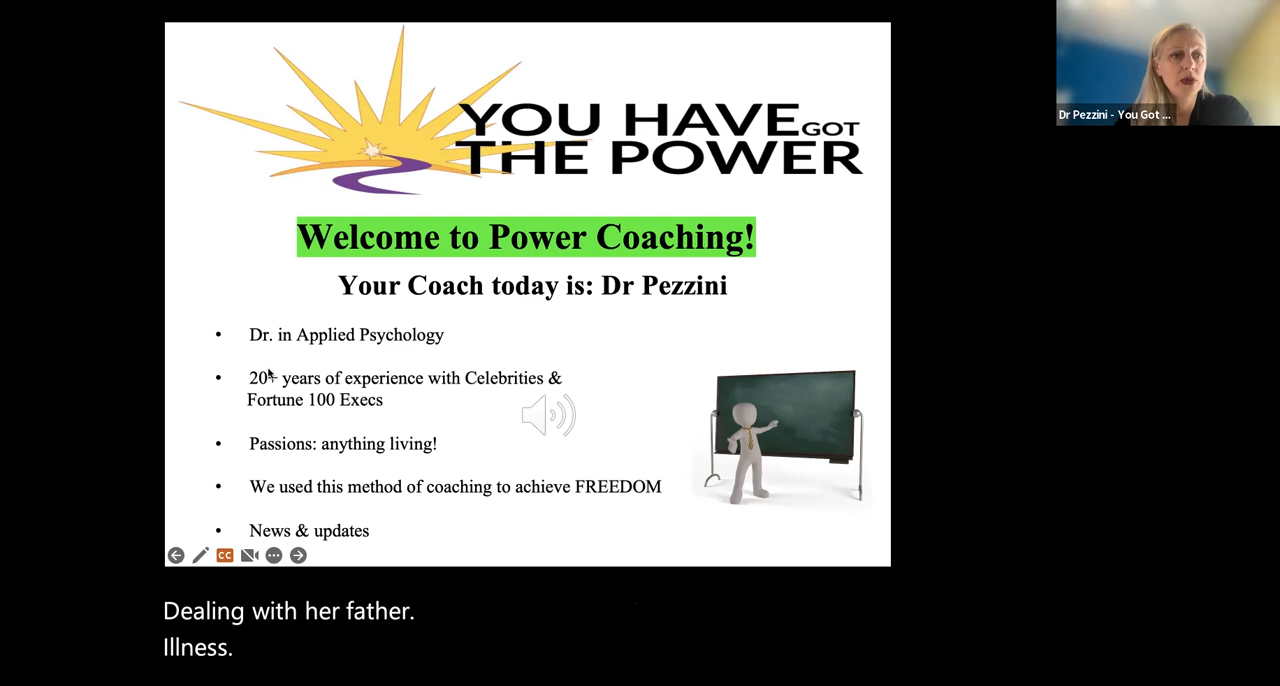 YOU HAVE GOT
THE POWER
Dr Pezzini - You Got ...
Welcome to Power Coaching!
Your Coach today is: Dr Pezzini
• Dr. in Applied Psychology
• 20+ years of experience with Celebrities &
Fortune 100 Execs
• Passions: anything living!
• We used this method of coaching to achieve FREEDOM
• News & updates
CC
Dealing with her father.
Illness.